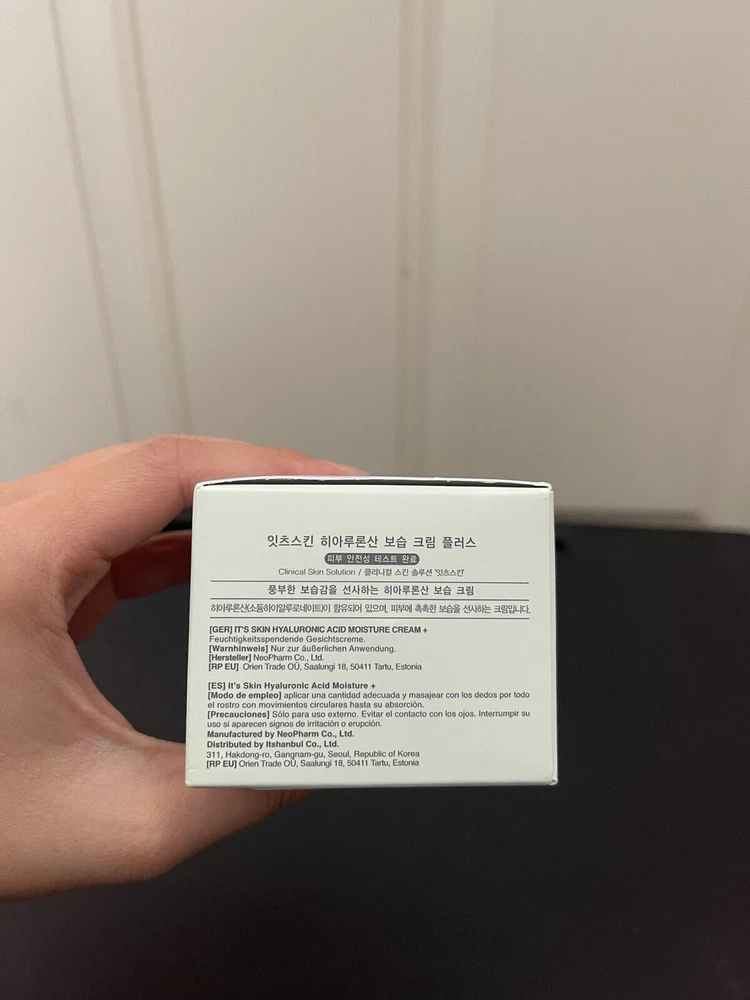 잇츠스킨 히아루론산 보습 크림 플러스
피부 안전성 테스트 완료
Clinical Skin Solution / 클리니컬 스킨 솔루션 '잇츠스킨'
풍부한 보습감을 선사하는 히아루론산 보습 크림
히아루론산(소듐하이알루로네이트)이 함유되어 있으며, 피부에 촉촉한 보습을 선사하는 크림입니다.
[GER] IT'S SKIN HYALURONIC ACID MOISTURE CREAM +
Feuchtigkeitsspendende Gesichtscreme.
[Warnhinweis] Nur zur äußerlichen Anwendung.
[Hersteller] NeoPharm Co., Ltd.
[RP EU] Orien Trade OÜ, Saalungi 18, 50411 Tartu, Estonia
[ES] It's Skin Hyaluronic Acid Moisture +
[Modo de empleo] aplicar una cantidad adecuada y masajear con los dedos por todo
el rostro con movimientos circulares hasta su absorción.
[Precauciones] Sólo para uso externo. Evitar el contacto con los ojos. Interrumpir su
uso si aparecen signos de irritación o erupción.
Manufactured by NeoPharm Co., Ltd.
Distributed by Itshanbul Co., Ltd.
311, Hakdong-ro, Gangnam-gu, Seoul, Republic of Korea
[RP EU] Orien Trade OÜ, Saalungi 18, 50411 Tartu, Estonia